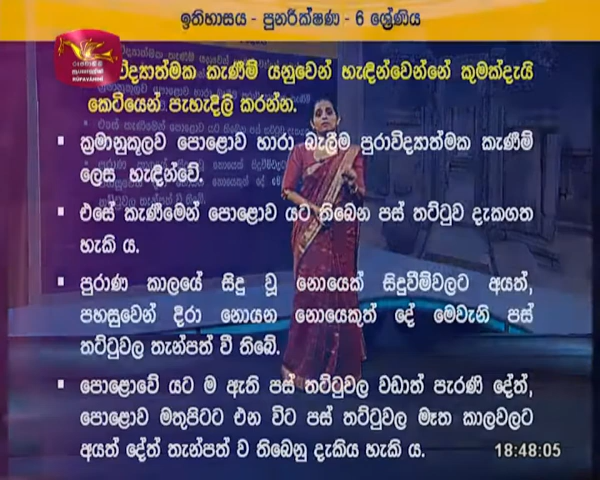 ඉතිහාසය - පුනරීක්ෂණ - 6 ශ්‍රේණිය
විද්‍යාත්මක කැණීම් යනුවෙන් හැඳින්වෙන්නේ කුමක්දැයි
කෙටියෙන් පැහැදිලි කරන්න.
▪ ක්‍රමානුකූලව පොළොව හාරා බැලීම පුරාවිද්‍යාත්මක කැණීම්
ලෙස හැඳින්වේ.
▪ එසේ කැණීමෙන් පොළොව යට තිබෙන පස් තට්ටුව දැකගත
හැකි ය.
▪ පුරාණ කාලයේ සිදු වූ නොයෙක් සිදුවීම්වලට අයත්,
පහසුවෙන් දිරා නොයන නොයෙකුත් දේ මෙවැනි පස්
තට්ටුවල තැන්පත් වී තිබේ.
▪ පොළොවේ යට ම ඇති පස් තට්ටුවල වඩාත් පැරණි දේත්,
පොළොව මතුපිටට එන විට පස් තට්ටුවල මෑත කාලවලට
අයත් දේත් තැන්පත් ව තිබෙනු දැකිය හැකි ය.
18:48:05